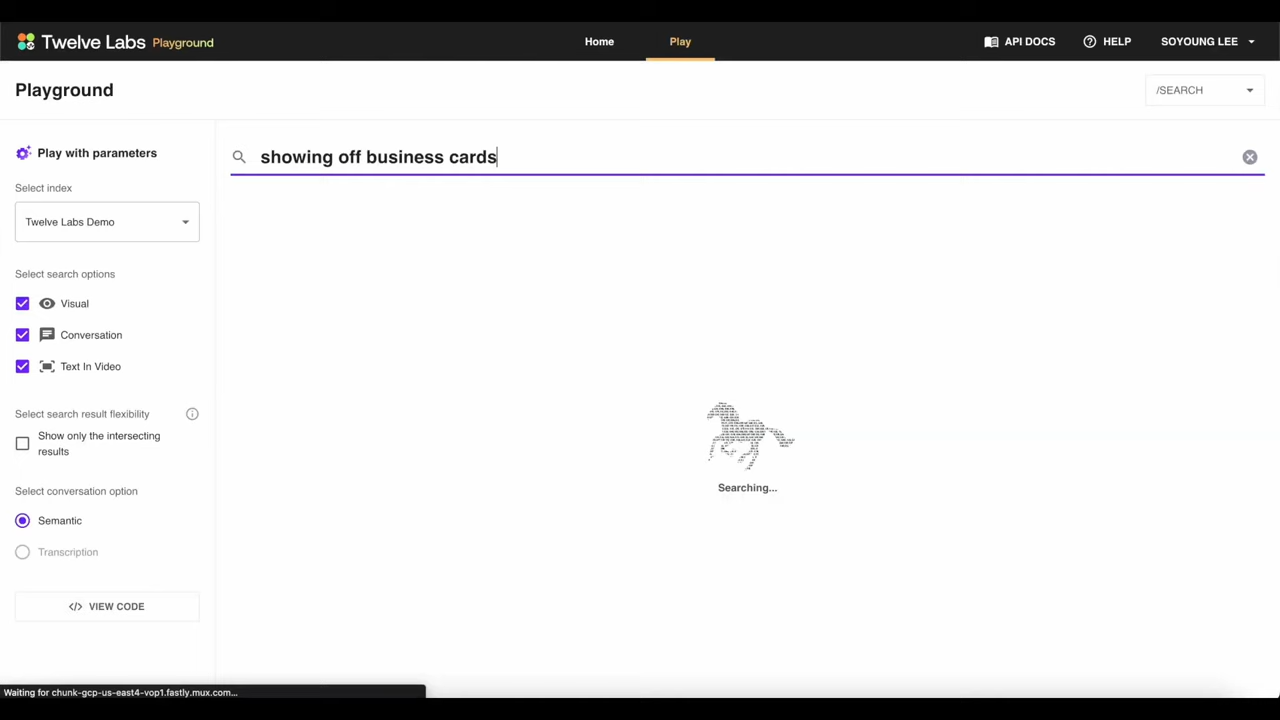 Twelve Labs Playground
Home
Play
API DOCS
HELP
SOYOUNG LEE
Playground
/SEARCH
Play with parameters
showing off business cards
Select index
Twelve Labs Demo
Select search options
Visual
Conversation
Text In Video
Select search result flexibility
Show only the intersecting
results
Searching...
Select conversation option
Semantic
Transcription
</> VIEW CODE
Waiting for chunk-gcp-us-east4-vop1.fastly.mux.com...